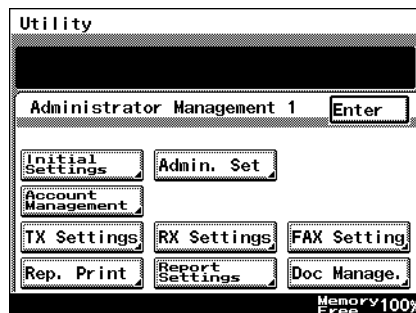 Utility
Administrator Management 1 Enter
Initial Settings Admin. Set
Account Management
TX Settings RX Settings FAX Setting
Rep. Print Report Settings Doc Manage.
Memory Free 100%